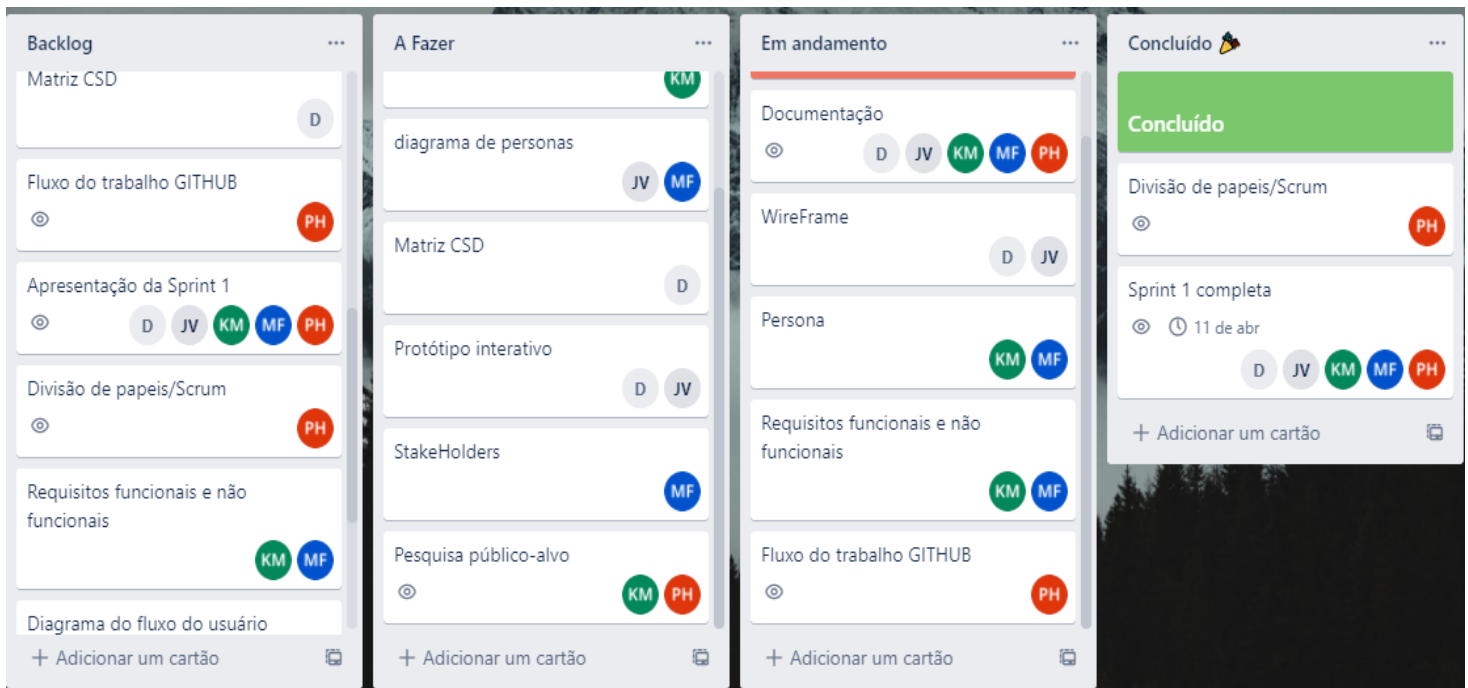 Backlog
Matriz CSD
D
Fluxo do trabalho GITHUB
PH
Apresentação da Sprint 1
D JV KM MF PH
Divisão de papeis/Scrum
PH
Requisitos funcionais e não
funcionais
KM MF
Diagrama do fluxo do usuário
+ Adicionar um cartão
A Fazer
KM
diagrama de personas
JV MF
Matriz CSD
D
Protótipo interativo
D JV
StakeHolders
MF
Pesquisa público-alvo
KM PH
+ Adicionar um cartão
Em andamento
Documentação
D JV KM MF PH
WireFrame
D JV
Persona
KM MF
Requisitos funcionais e não
funcionais
KM MF
Fluxo do trabalho GITHUB
PH
+ Adicionar um cartão
Concluído
Concluído
Divisão de papeis/Scrum
PH
Sprint 1 completa
11 de abr
D JV KM MF PH
+ Adicionar um cartão